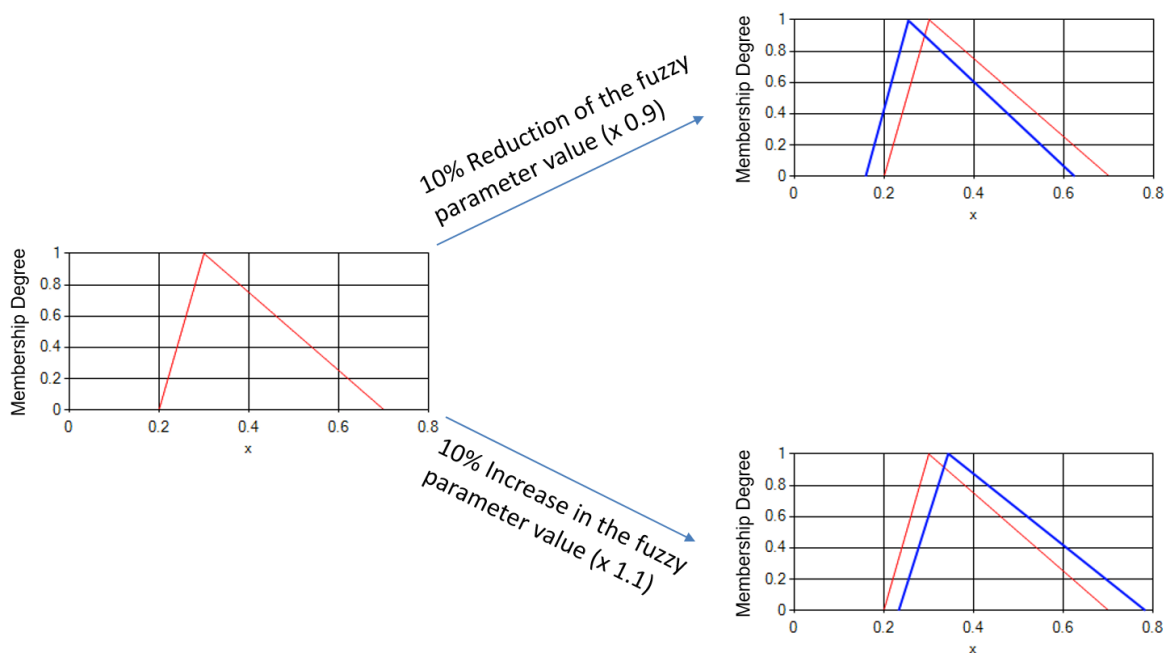 Membership Degree
1
0.8
0.6
0.4
0.2
0
0 0.2 0.4 0.6 0.8
x
10% Reduction of the fuzzy
parameter value (x 0.9)
Membership Degree
1
0.8
0.6
0.4
0.2
0
0 0.2 0.4 0.6 0.8
x
10% Increase in the fuzzy
parameter value (x 1.1)
Membership Degree
1
0.8
0.6
0.4
0.2
0
0 0.2 0.4 0.6 0.8
x